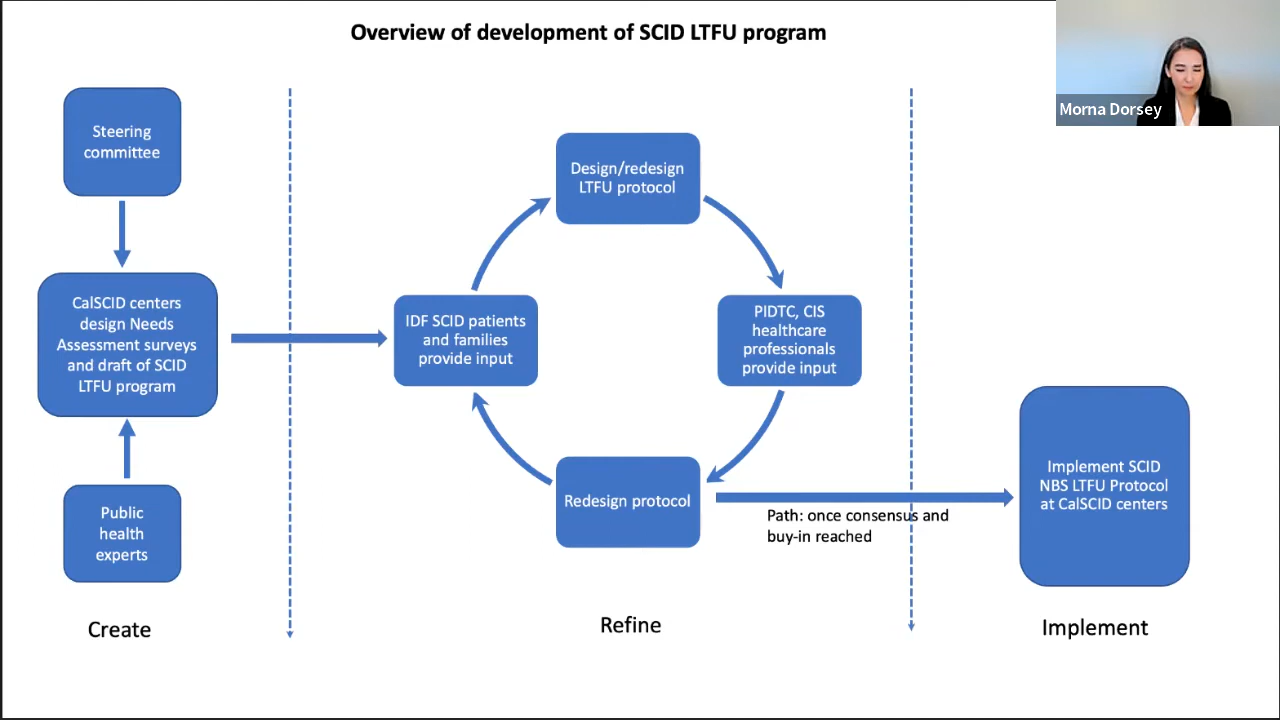 Overview of development of SCID LTFU program
Morna Dorsey
Steering
committee
CalSCID centers
design Needs
Assessment surveys
and draft of SCID
LTFU program
Public
health
experts
Create
Design/redesign
LTFU protocol
IDF SCID patients
and families
provide input
PIDTC, CIS
healthcare
professionals
provide input
Redesign protocol
Path: once consensus and
buy-in reached
Refine
Implement SCID
NBS LTFU Protocol
at CalSCID centers
Implement